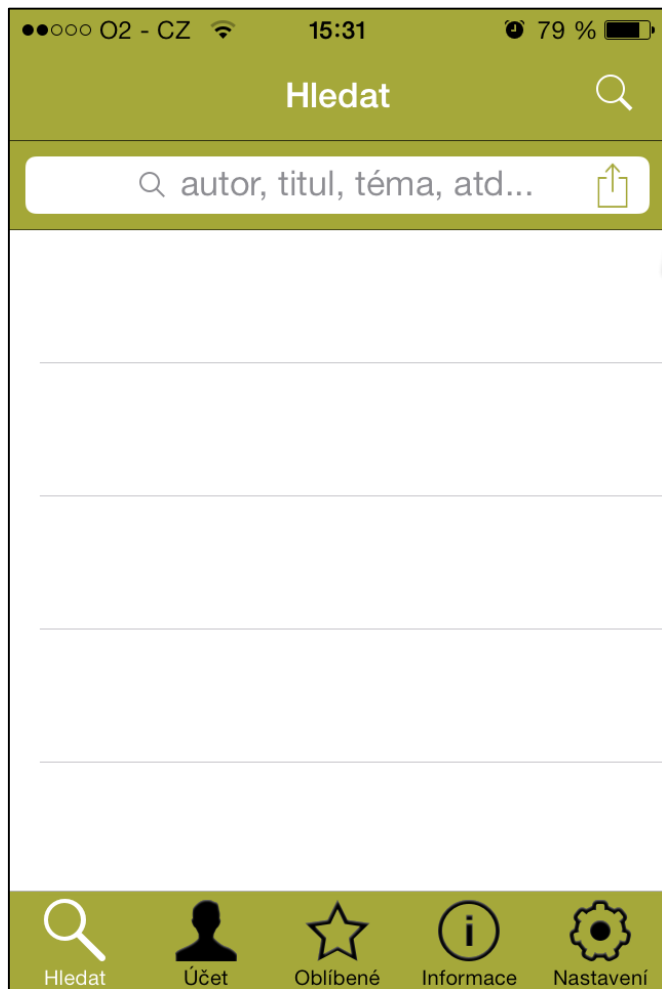 O2 - CZ 15:31 79 %
Hledat
autor, titul, téma, atd...
Hledat Účet Oblíbené Informace Nastavení